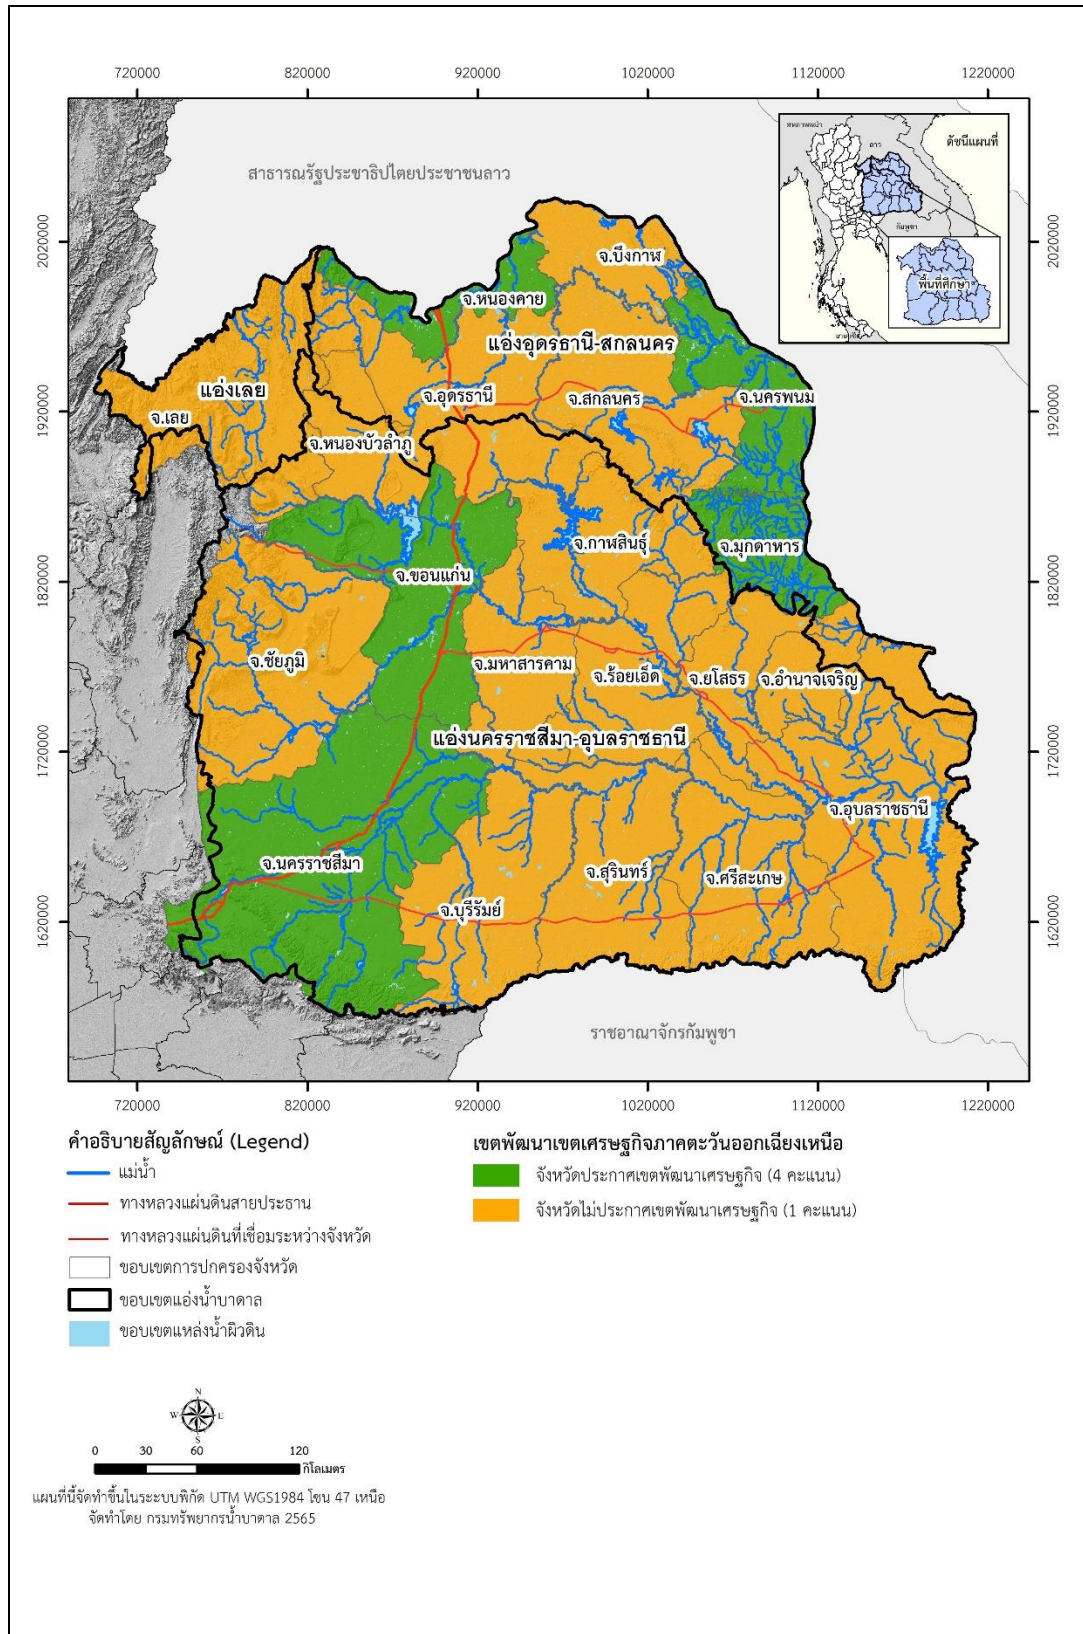 720000 820000 920000 1020000 1120000 1220000
ดัชนีแผนที่
ลาว
กัมพูชา
พื้นที่ศึกษา
สาธารณรัฐประชาธิปไตยประชาชนลาว
2020000 2020000
จ.บึงกาฬ
จ.หนองคาย
แอ่งอุดรธานี-สกลนคร
แอ่งเลย
จ.อุดรธานี
จ.สกลนคร
จ.นครพนม
1920000 1920000
จ.เลย
จ.หนองบัวลำภู
จ.กาฬสินธุ์
จ.มุกดาหาร
1820000 1820000
จ.ขอนแก่น
จ.ชัยภูมิ
จ.มหาสารคาม
จ.ร้อยเอ็ด
จ.ยโสธร
จ.อำนาจเจริญ
แอ่งนครราชสีมา-อุบลราชธานี
1720000 1720000
จ.อุบลราชธานี
จ.นครราชสีมา
จ.สุรินทร์
จ.ศรีสะเกษ
จ.บุรีรัมย์
1620000 1620000
ราชอาณาจักรกัมพูชา
720000 820000 920000 1020000 1120000 1220000
คำอธิบายสัญลักษณ์ (Legend)
แม่น้ำ
ทางหลวงแผ่นดินสายประธาน
ทางหลวงแผ่นดินที่เชื่อมระหว่างจังหวัด
ขอบเขตการปกครองจังหวัด
ขอบเขตแอ่งน้ำบาดาล
ขอบเขตแหล่งน้ำผิวดิน
เขตพัฒนาเขตเศรษฐกิจภาคตะวันออกเฉียงเหนือ
จังหวัดประกาศเขตพัฒนาเศรษฐกิจ (4 คะแนน)
จังหวัดไม่ประกาศเขตพัฒนาเศรษฐกิจ (1 คะแนน)
N
W E
S
0 30 60 120
กิโลเมตร
แผนที่นี้จัดทำขึ้นในระบบพิกัด UTM WGS1984 โซน 47 เหนือ
จัดทำโดย กรมทรัพยากรน้ำบาดาล 2565